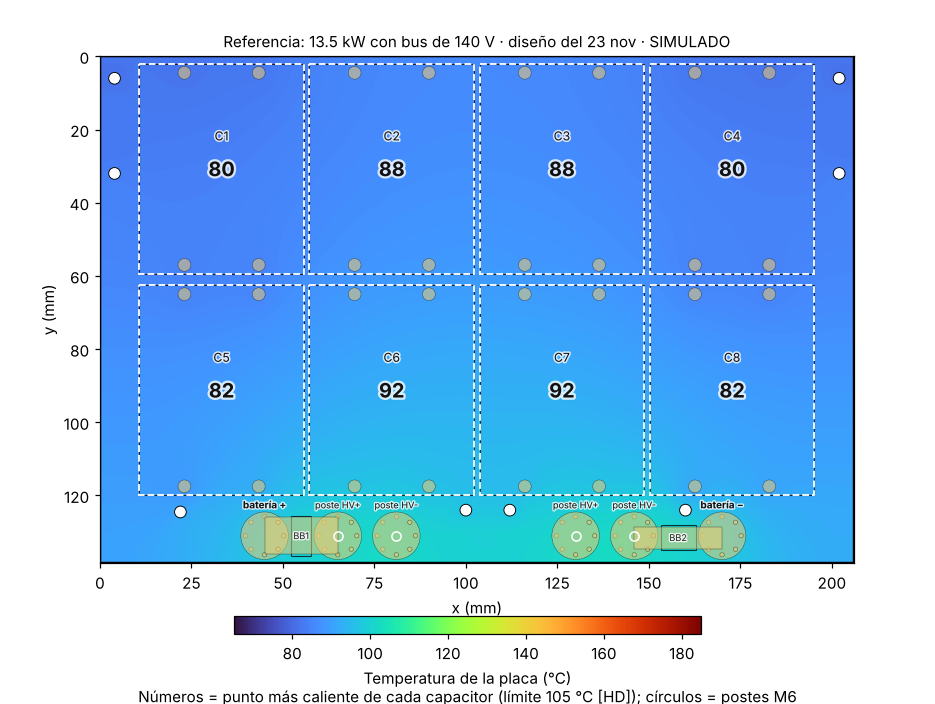 Referencia: 13.5 kW con bus de 140 V · diseño del 23 nov · SIMULADO
0
20
40
60
80
100
120
y (mm)
C1
C2
C3
C4
80
88
88
80
C5
C6
C7
C8
82
92
92
82
batería +
poste HV+
poste HV-
poste HV+
poste HV-
batería −
BB1
BB2
0
25
50
75
100
125
150
175
200
x (mm)
80
100
120
140
160
180
Temperatura de la placa (°C)
Números = punto más caliente de cada capacitor (límite 105 °C [HD]); círculos = postes M6